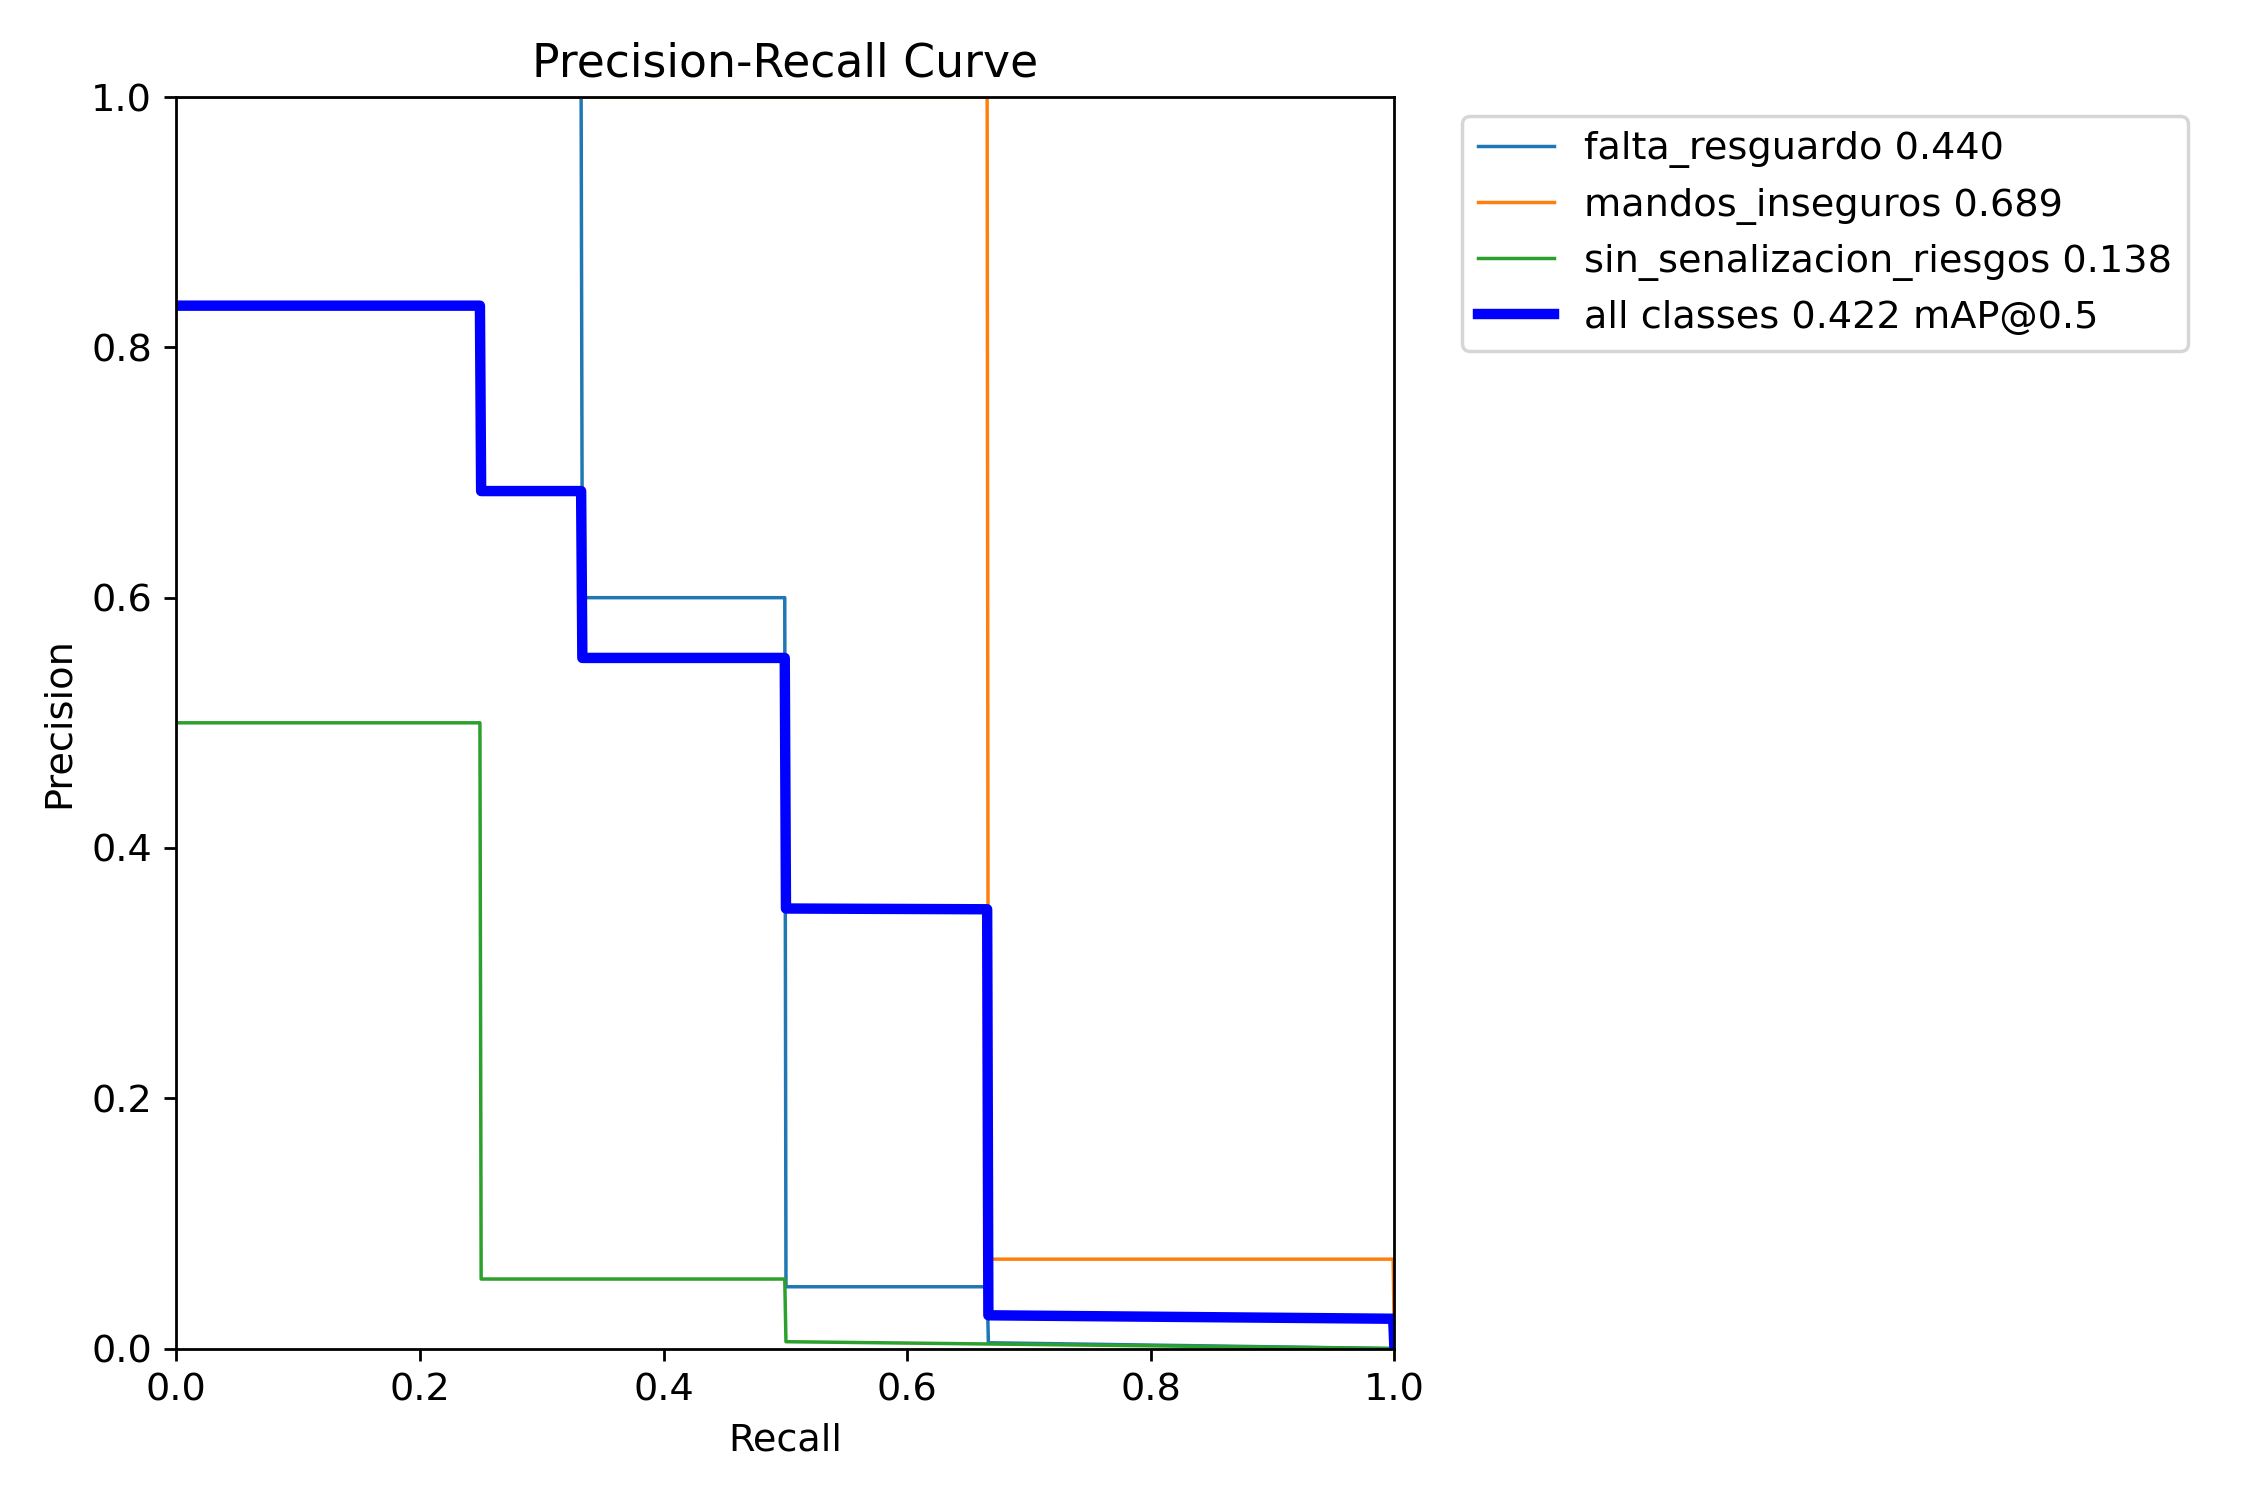 Precision-Recall Curve
1.0
0.8
0.6
0.4
0.2
0.0
Precision
0.0 0.2 0.4 0.6 0.8 1.0
Recall
falta_resguardo 0.440
mandos_inseguros 0.689
sin_senalizacion_riesgos 0.138
all classes 0.422 mAP@0.5